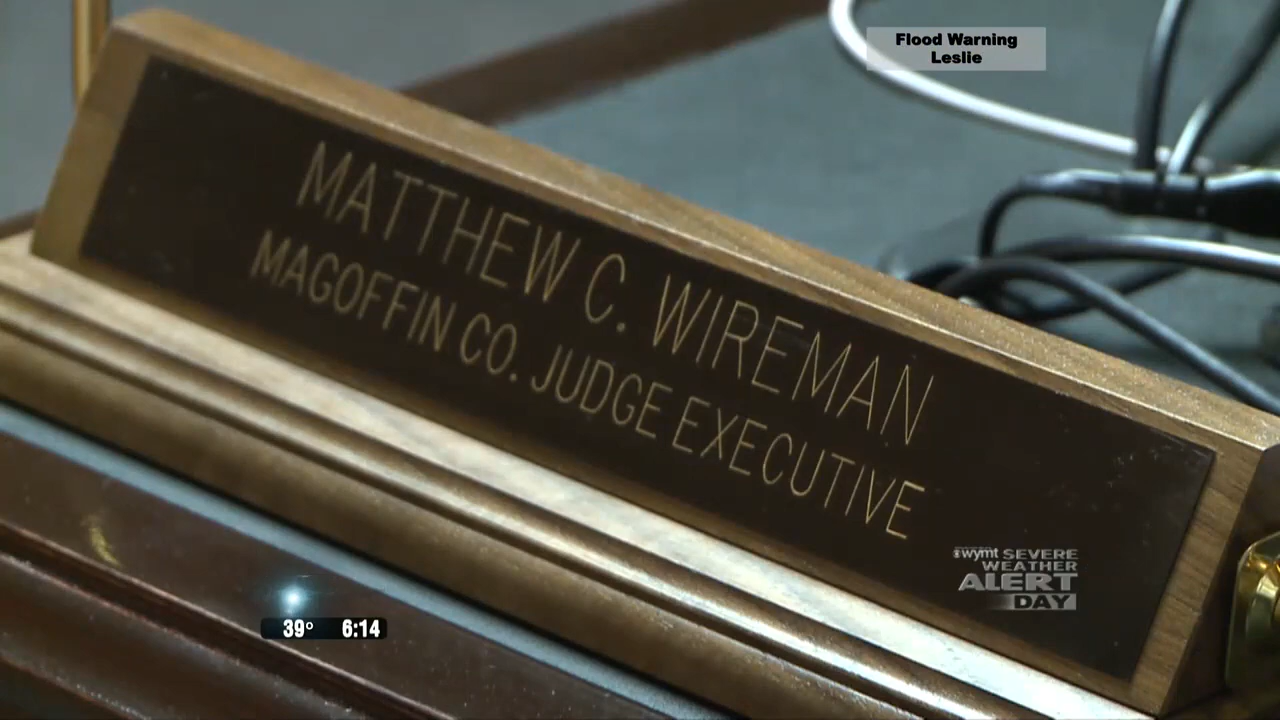 Flood Warning
Leslie
MATTHEW C. WIREMAN
MAGOFFIN CO. JUDGE EXECUTIVE
wymt SEVERE
WEATHER
ALERT
DAY
39° 6:14